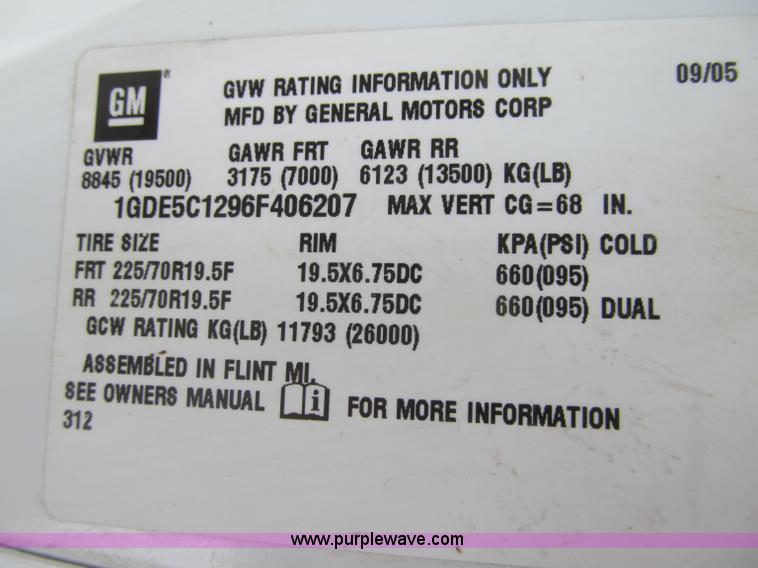 GM®
GVW RATING INFORMATION ONLY 09/05
MFD BY GENERAL MOTORS CORP
GVWR GAWR FRT GAWR RR
8845 (19500) 3175 (7000) 6123 (13500) KG(LB)
1GDE5C1296F406207 MAX VERT CG=68 IN.
TIRE SIZE RIM KPA(PSI) COLD
FRT 225/70R19.5F 19.5X6.75DC 660(095)
RR 225/70R19.5F 19.5X6.75DC 660(095) DUAL
GCW RATING KG(LB) 11793 (26000)
ASSEMBLED IN FLINT MI.
SEE OWNERS MANUAL i FOR MORE INFORMATION
312
www.purplewave.com